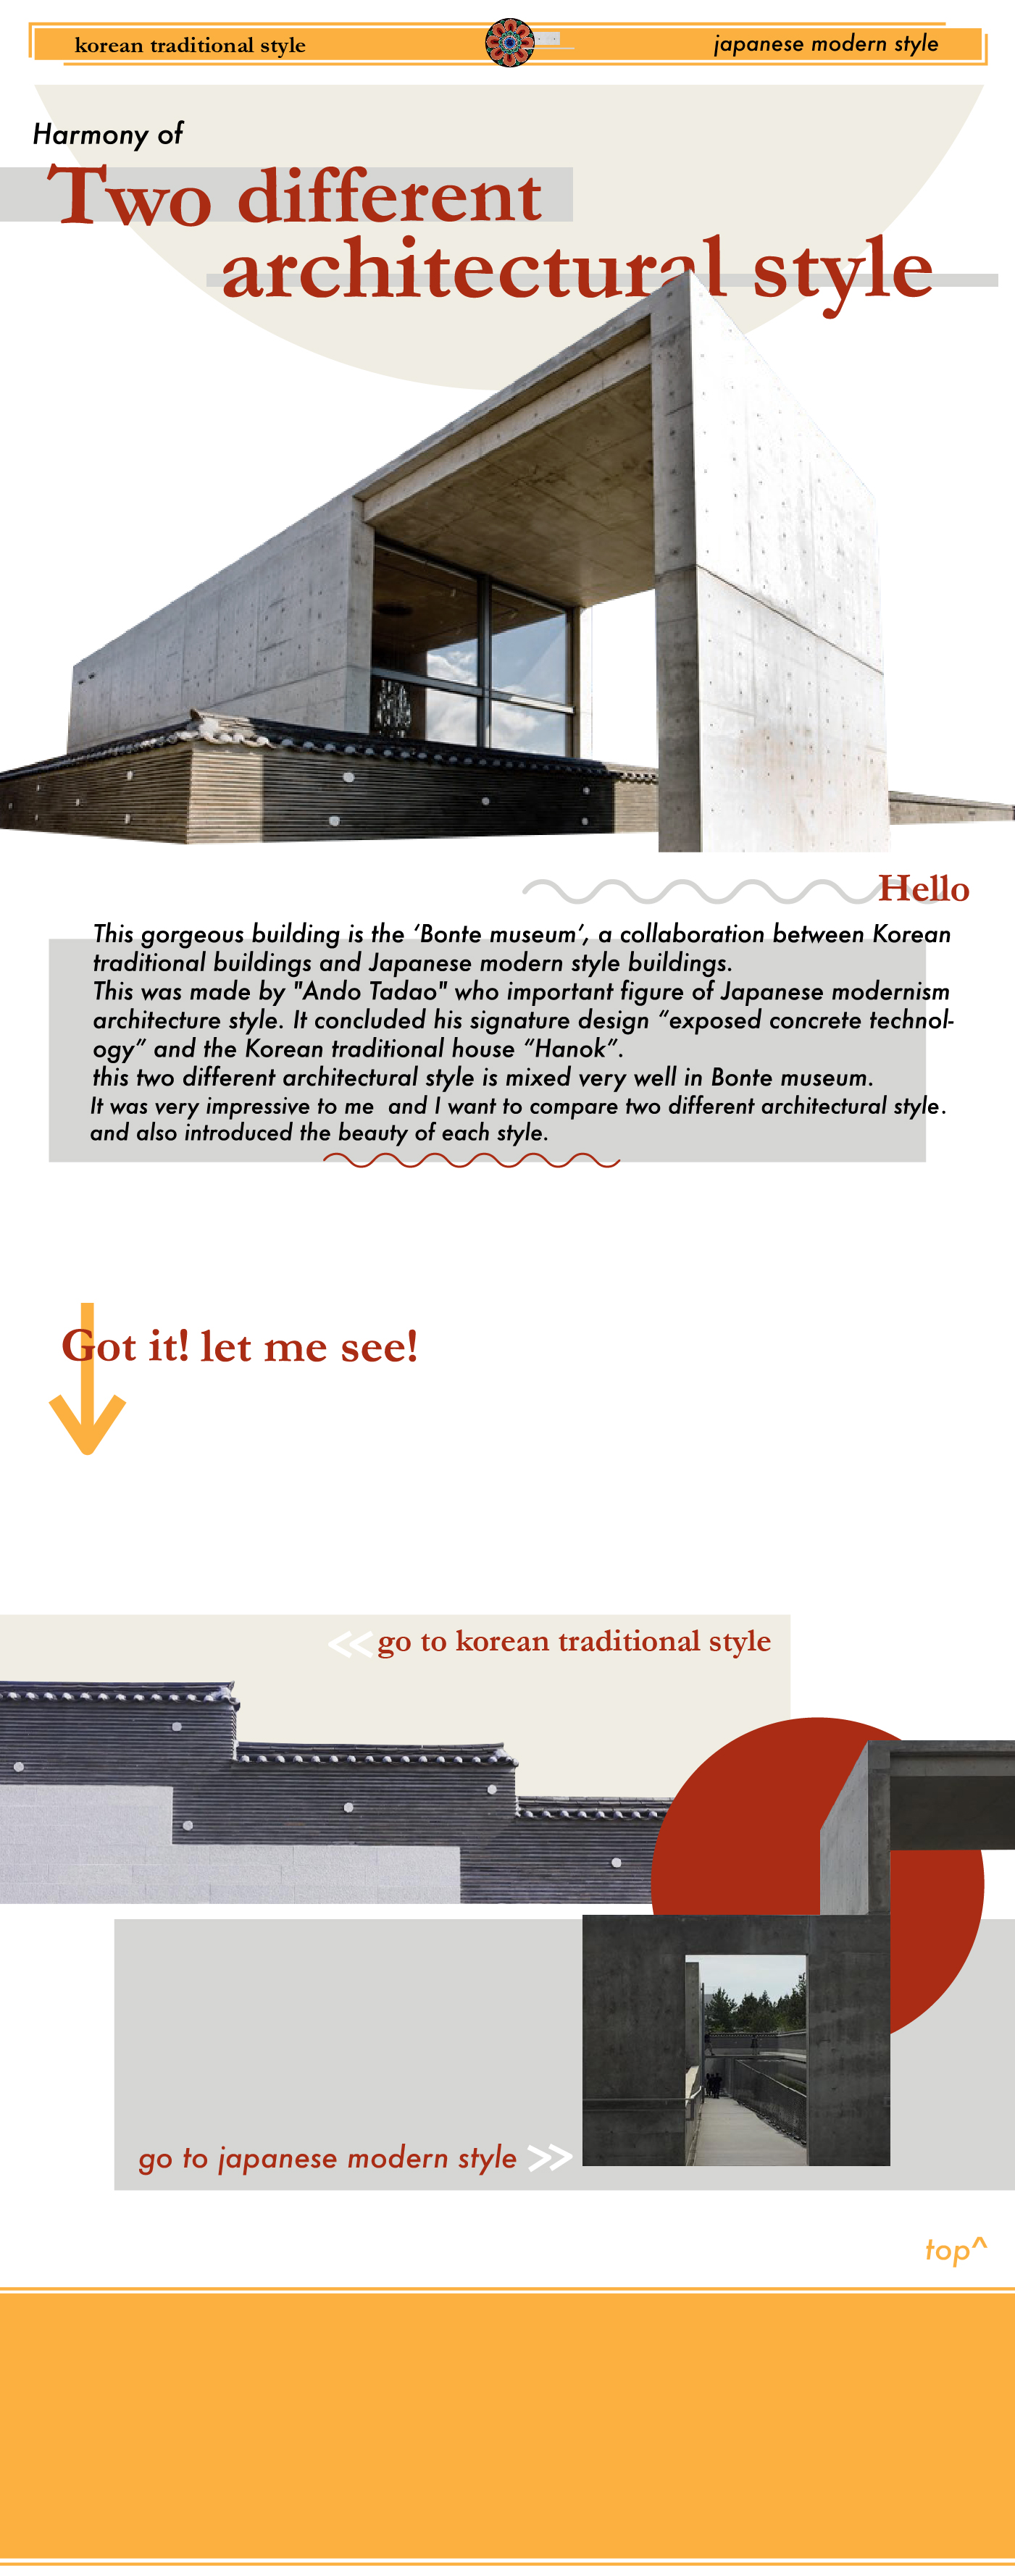 korean traditional style
japanese modern style
Harmony of
Two different
architectural style
Hello
This gorgeous building is the ‘Bonte museum’, a collaboration between Korean
traditional buildings and Japanese modern style buildings.
This was made by "Ando Tadao" who important figure of Japanese modernism
architecture style. It concluded his signature design “exposed concrete technol-
ogy” and the Korean traditional house “Hanok”.
this two different architectural style is mixed very well in Bonte museum.
It was very impressive to me  and I want to compare two different architectural style.
and also introduced the beauty of each style.
Got it! let me see!
<< go to korean traditional style
go to japanese modern style >>
top^